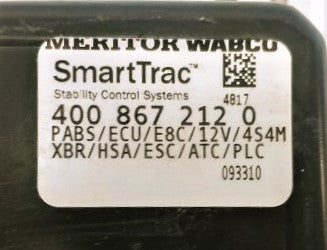 MERITOR WABCO
SmartTrac™
Stability Control Systems 4817
400 867 212 0
PABS/ECU/E8C/12V/4S4M
XBR/HSA/ESC/ATC/PLC
093310